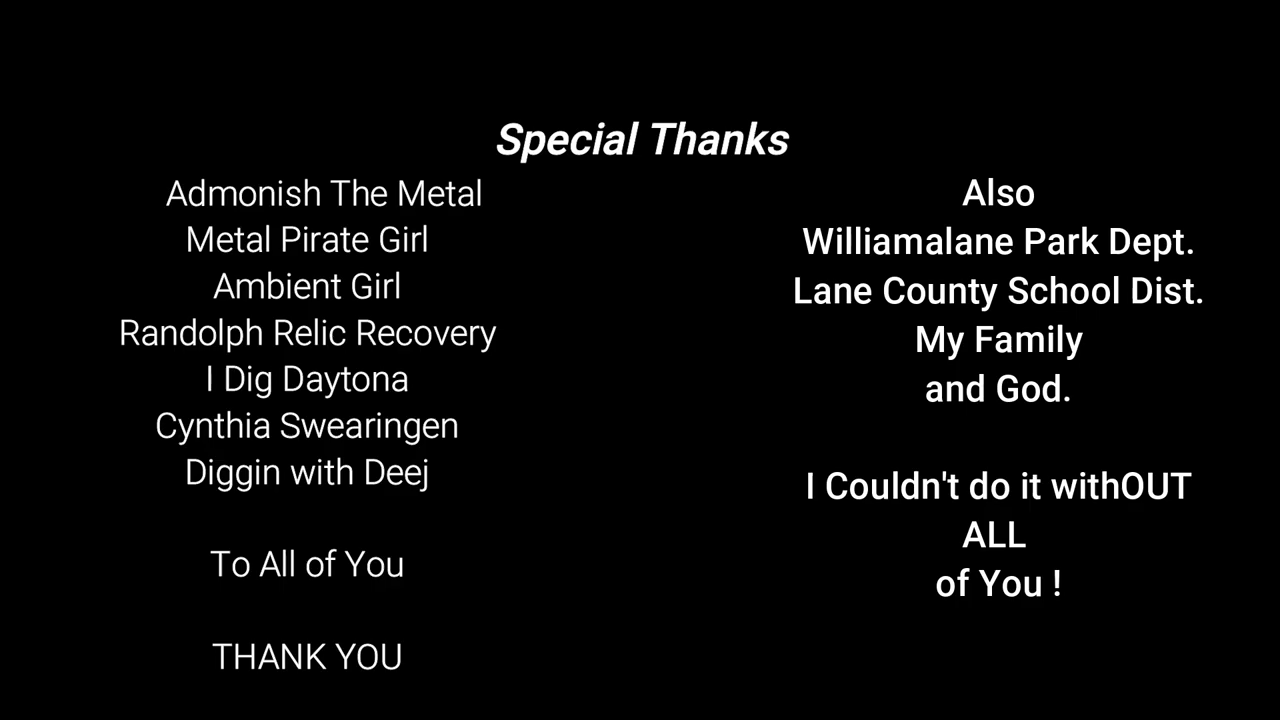 Special Thanks
Admonish The Metal
Metal Pirate Girl
Ambient Girl
Randolph Relic Recovery
I Dig Daytona
Cynthia Swearingen
Diggin with Deej
To All of You
THANK YOU
Also
Williamalane Park Dept.
Lane County School Dist.
My Family
and God.
I Couldn't do it withOUT
ALL
of You !